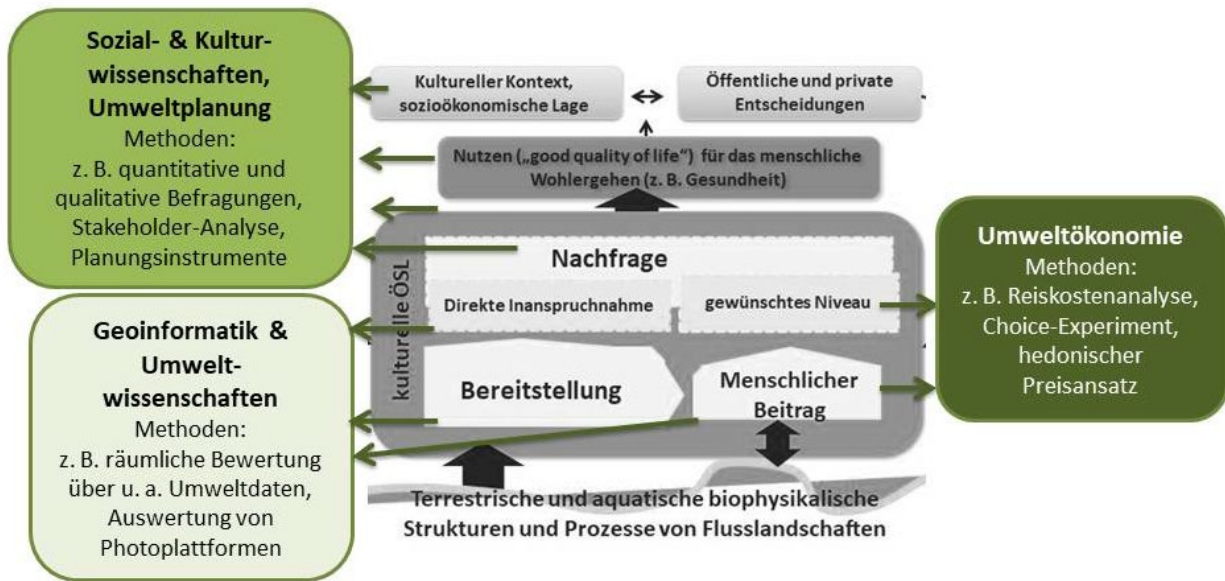 Sozial- & Kultur-
wissenschaften,
Umweltplanung
Methoden:
z. B. quantitative und
qualitative Befragungen,
Stakeholder-Analyse,
Planungsinstrumente
Geoinformatik &
Umwelt-
wissenschaften
Methoden:
z. B. räumliche Bewertung
über u. a. Umweltdaten,
Auswertung von
Photoplattformen
Kultureller Kontext,
sozioökonomische Lage
Öffentliche und private
Entscheidungen
Nutzen („good quality of life“) für das menschliche
Wohlergehen (z. B. Gesundheit)
kulturelle ÖSL
Nachfrage
Direkte Inanspruchnahme
gewünschtes Niveau
Bereitstellung
Menschlicher
Beitrag
Terrestrische und aquatische biophysikalische
Strukturen und Prozesse von Flusslandschaften
Umweltökonomie
Methoden:
z. B. Reiskostenanalyse,
Choice-Experiment,
hedonischer
Preisansatz